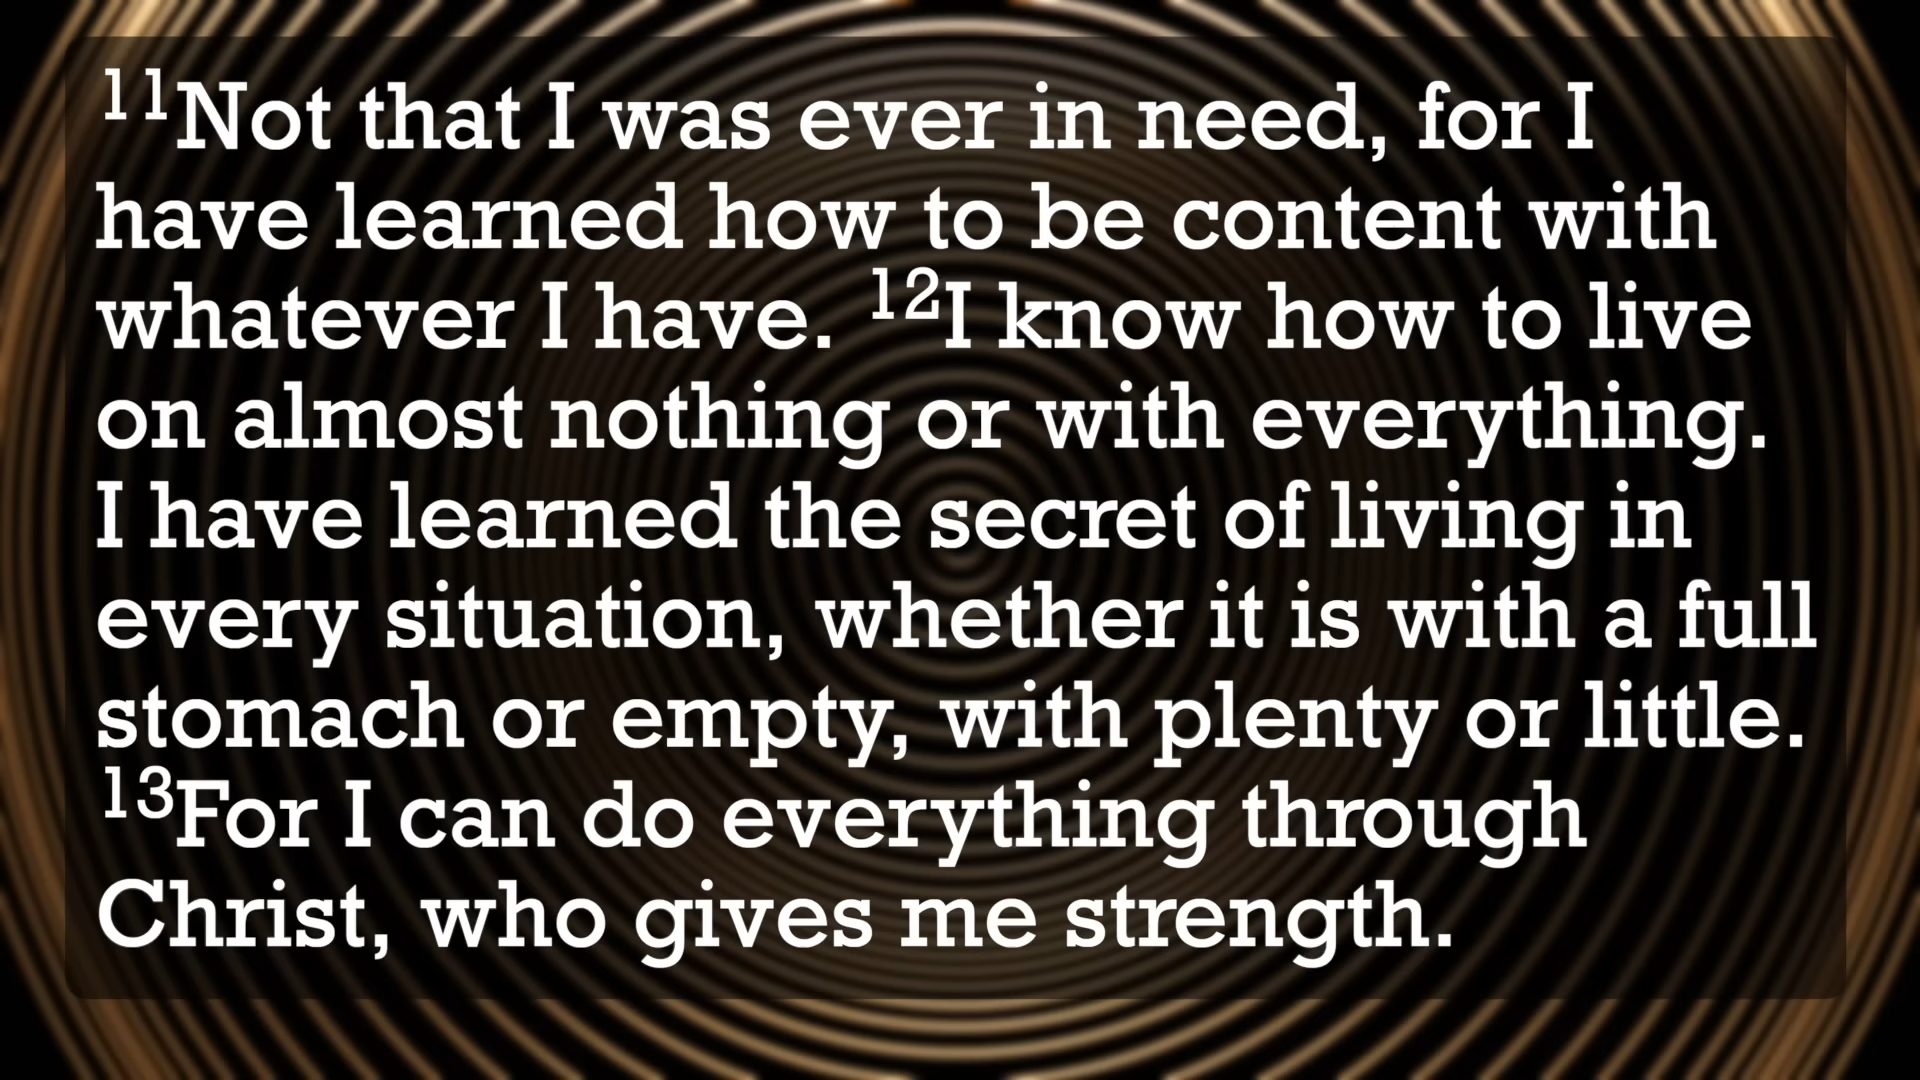 11Not that I was ever in need, for I
have learned how to be content with
whatever I have. 12I know how to live
on almost nothing or with everything.
I have learned the secret of living in
every situation, whether it is with a full
stomach or empty, with plenty or little.
13For I can do everything through
Christ, who gives me strength.